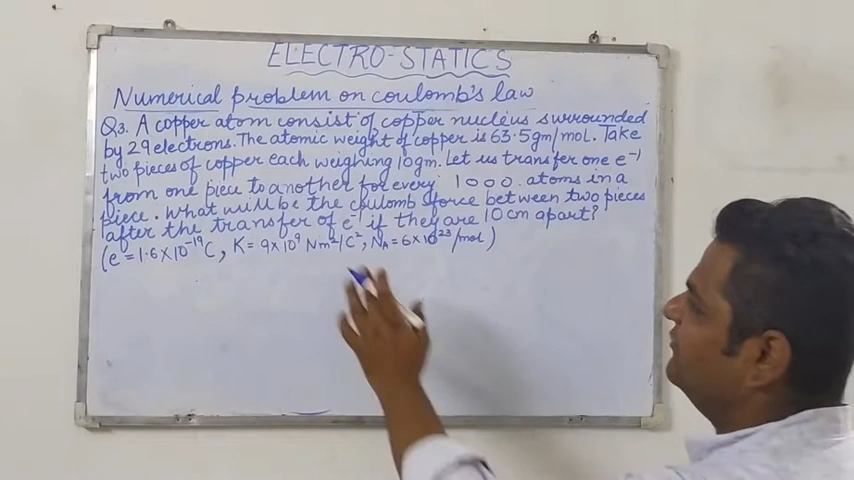 ELECTRO-STATICS
Numerical problem on coulomb's law
Q3. A copper atom consist of copper nucleus surrounded
by 29 electrons. The atomic weight of copper is 63.5gm/mol. Take
two pieces of copper each weighing 10gm. Let us transfer one e⁻¹
from one piece to another for every 1000 atoms in a
piece. What will be the coulomb force between two pieces
after the transfer of e⁻¹ if they are 10 cm apart?
(e⁻ = 1.6×10⁻¹⁹C, K = 9×10⁹ Nm²/C², N_A = 6×10²³/mol)